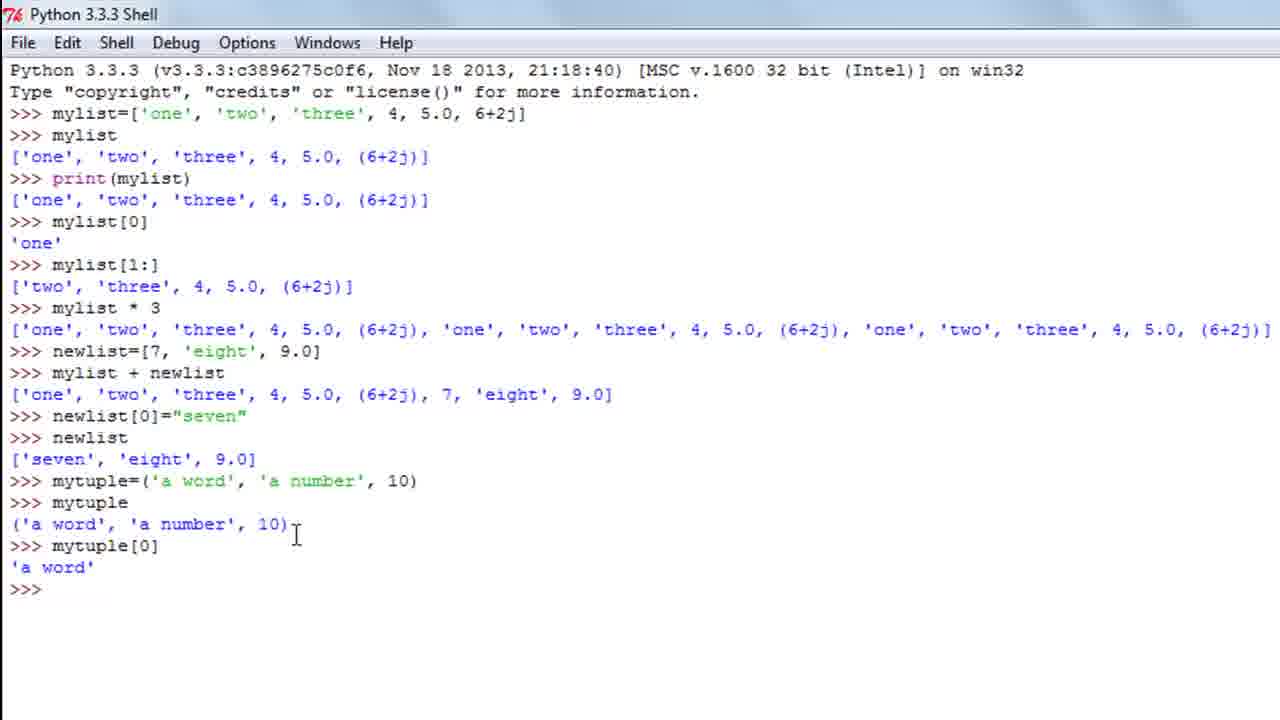 Python 3.3.3 Shell
File Edit Shell Debug Options Windows Help
Python 3.3.3 (v3.3.3:c3896275c0f6, Nov 18 2013, 21:18:40) [MSC v.1600 32 bit (Intel)] on win32
Type "copyright", "credits" or "license()" for more information.
>>> mylist=['one', 'two', 'three', 4, 5.0, 6+2j]
>>> mylist
['one', 'two', 'three', 4, 5.0, (6+2j)]
>>> print(mylist)
['one', 'two', 'three', 4, 5.0, (6+2j)]
>>> mylist[0]
'one'
>>> mylist[1:]
['two', 'three', 4, 5.0, (6+2j)]
>>> mylist * 3
['one', 'two', 'three', 4, 5.0, (6+2j), 'one', 'two', 'three', 4, 5.0, (6+2j), 'one', 'two', 'three', 4, 5.0, (6+2j)]
>>> newlist=[7, 'eight', 9.0]
>>> mylist + newlist
['one', 'two', 'three', 4, 5.0, (6+2j), 7, 'eight', 9.0]
>>> newlist[0]="seven"
>>> newlist
['seven', 'eight', 9.0]
>>> mytuple=('a word', 'a number', 10)
>>> mytuple
('a word', 'a number', 10)
>>> mytuple[0]
'a word'
>>>